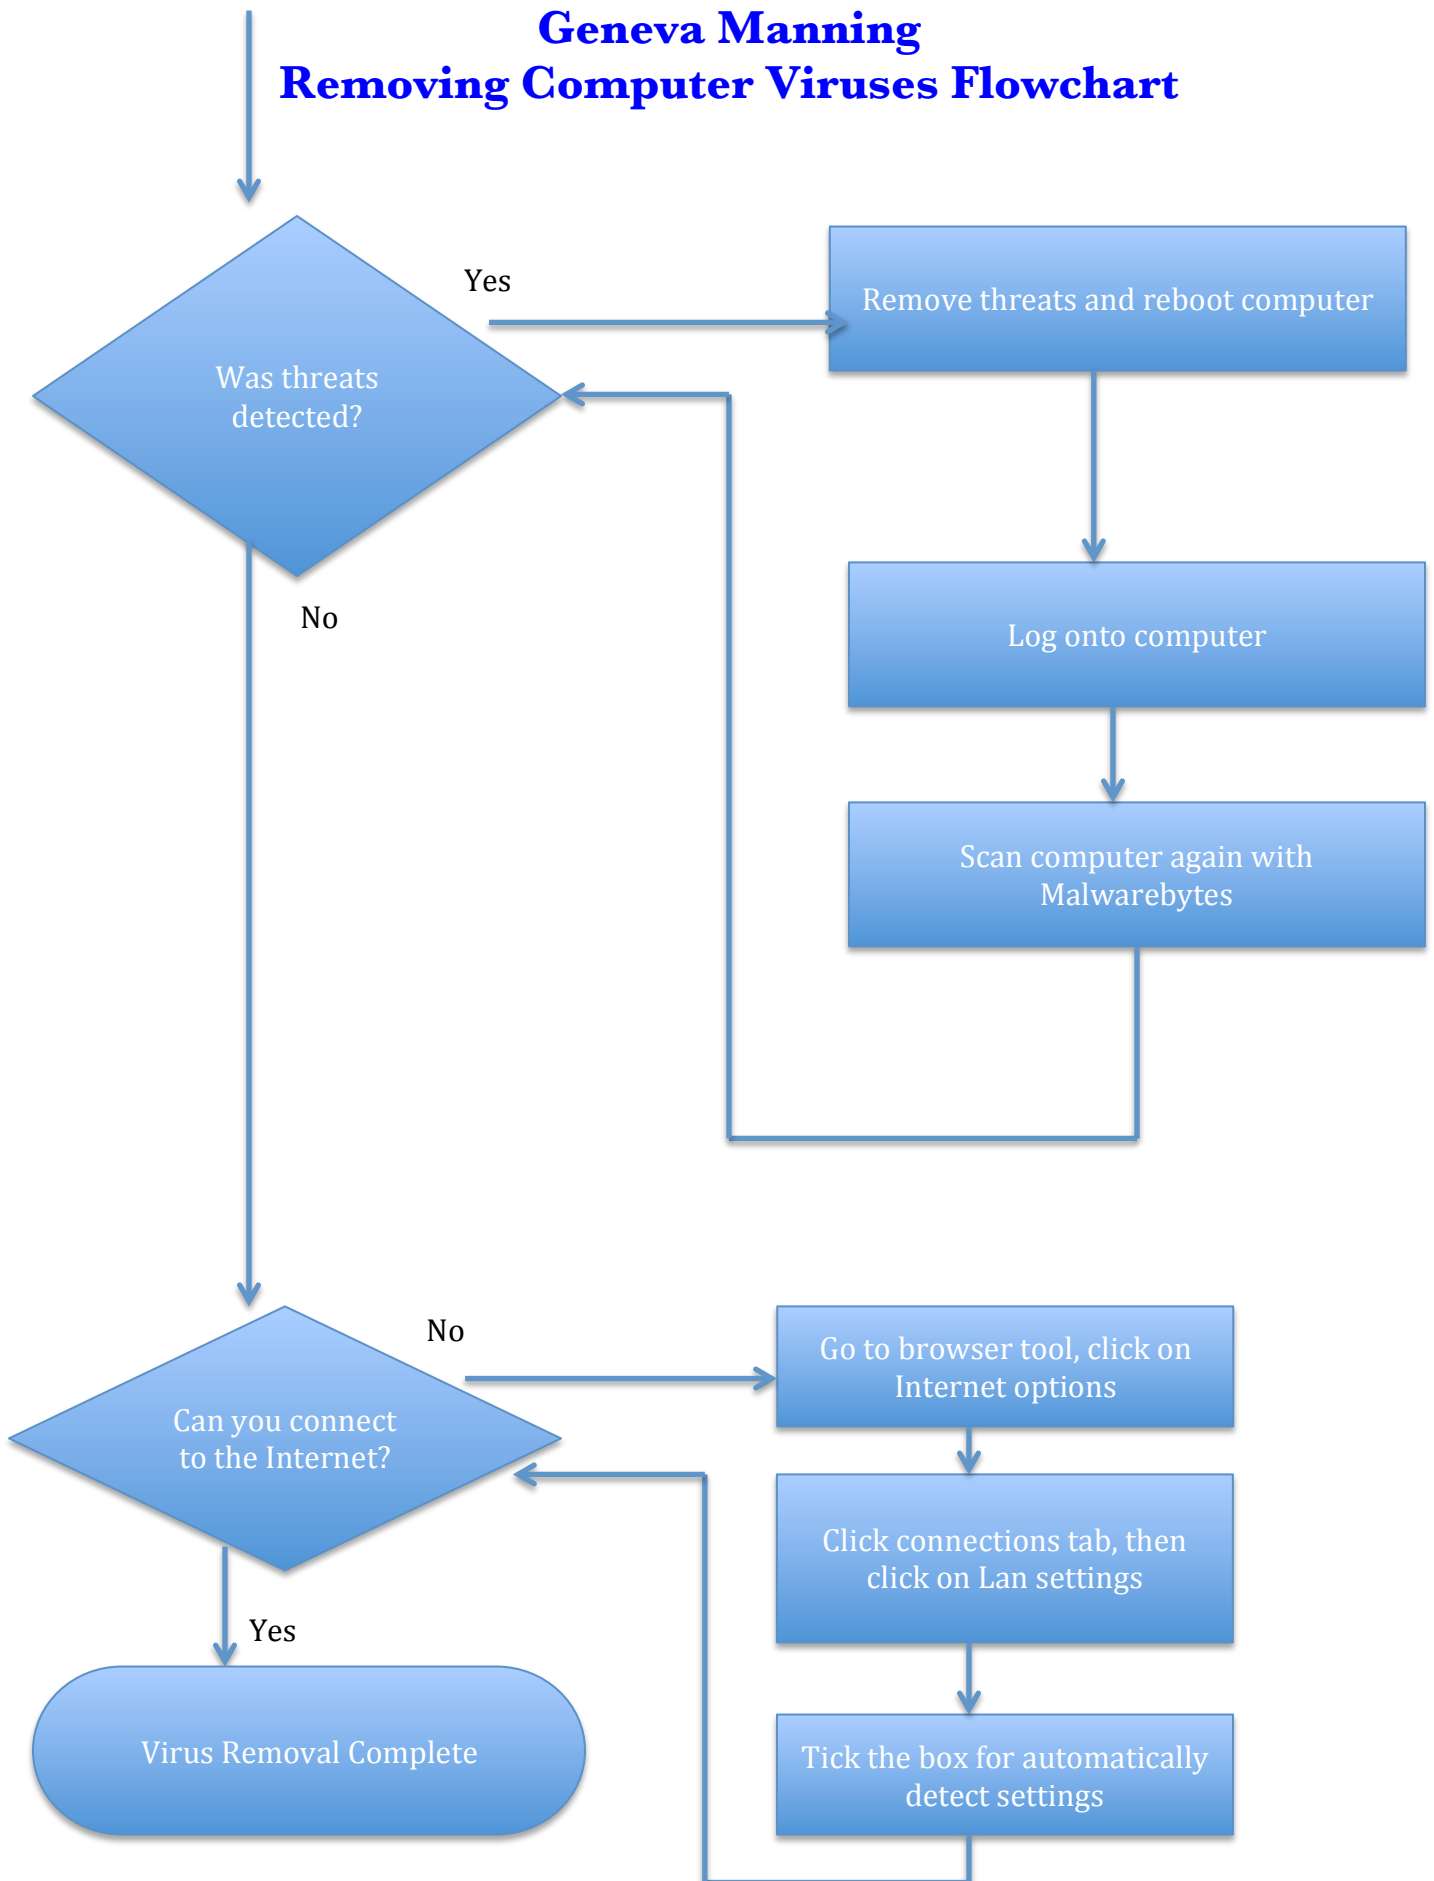 Geneva Manning
Removing Computer Viruses Flowchart
Yes
Remove threats and reboot computer
Was threats
detected?
No
Log onto computer
Scan computer again with
Malwarebytes
No
Go to browser tool, click on
Internet options
Can you connect
to the Internet?
Click connections tab, then
click on Lan settings
Yes
Virus Removal Complete
Tick the box for automatically
detect settings